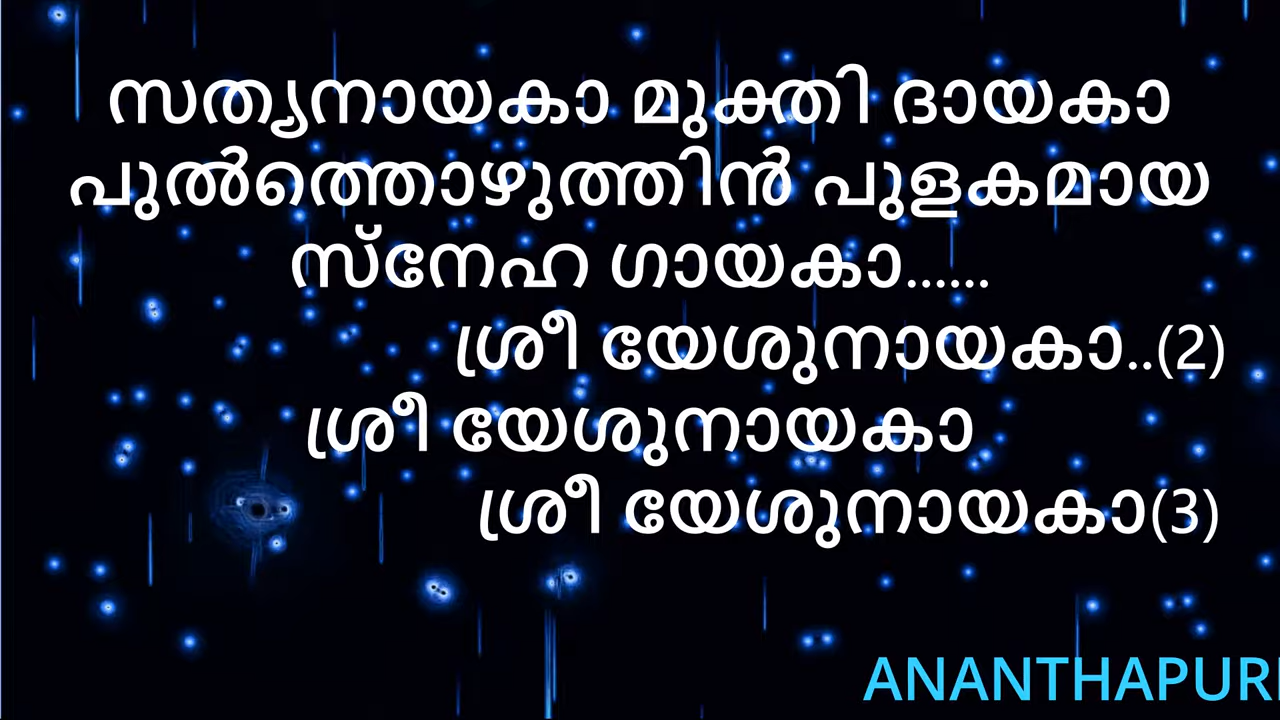 സത്യനായകാ മുക്തി ദായകാ
പുൽത്തൊഴുത്തിൻ പുളകമായ
സ്നേഹ ഗായകാ......
ശ്രീ യേശുനായകാ..(2)
ശ്രീ യേശുനായകാ
ശ്രീ യേശുനായകാ(3)
ANANTHAPURI